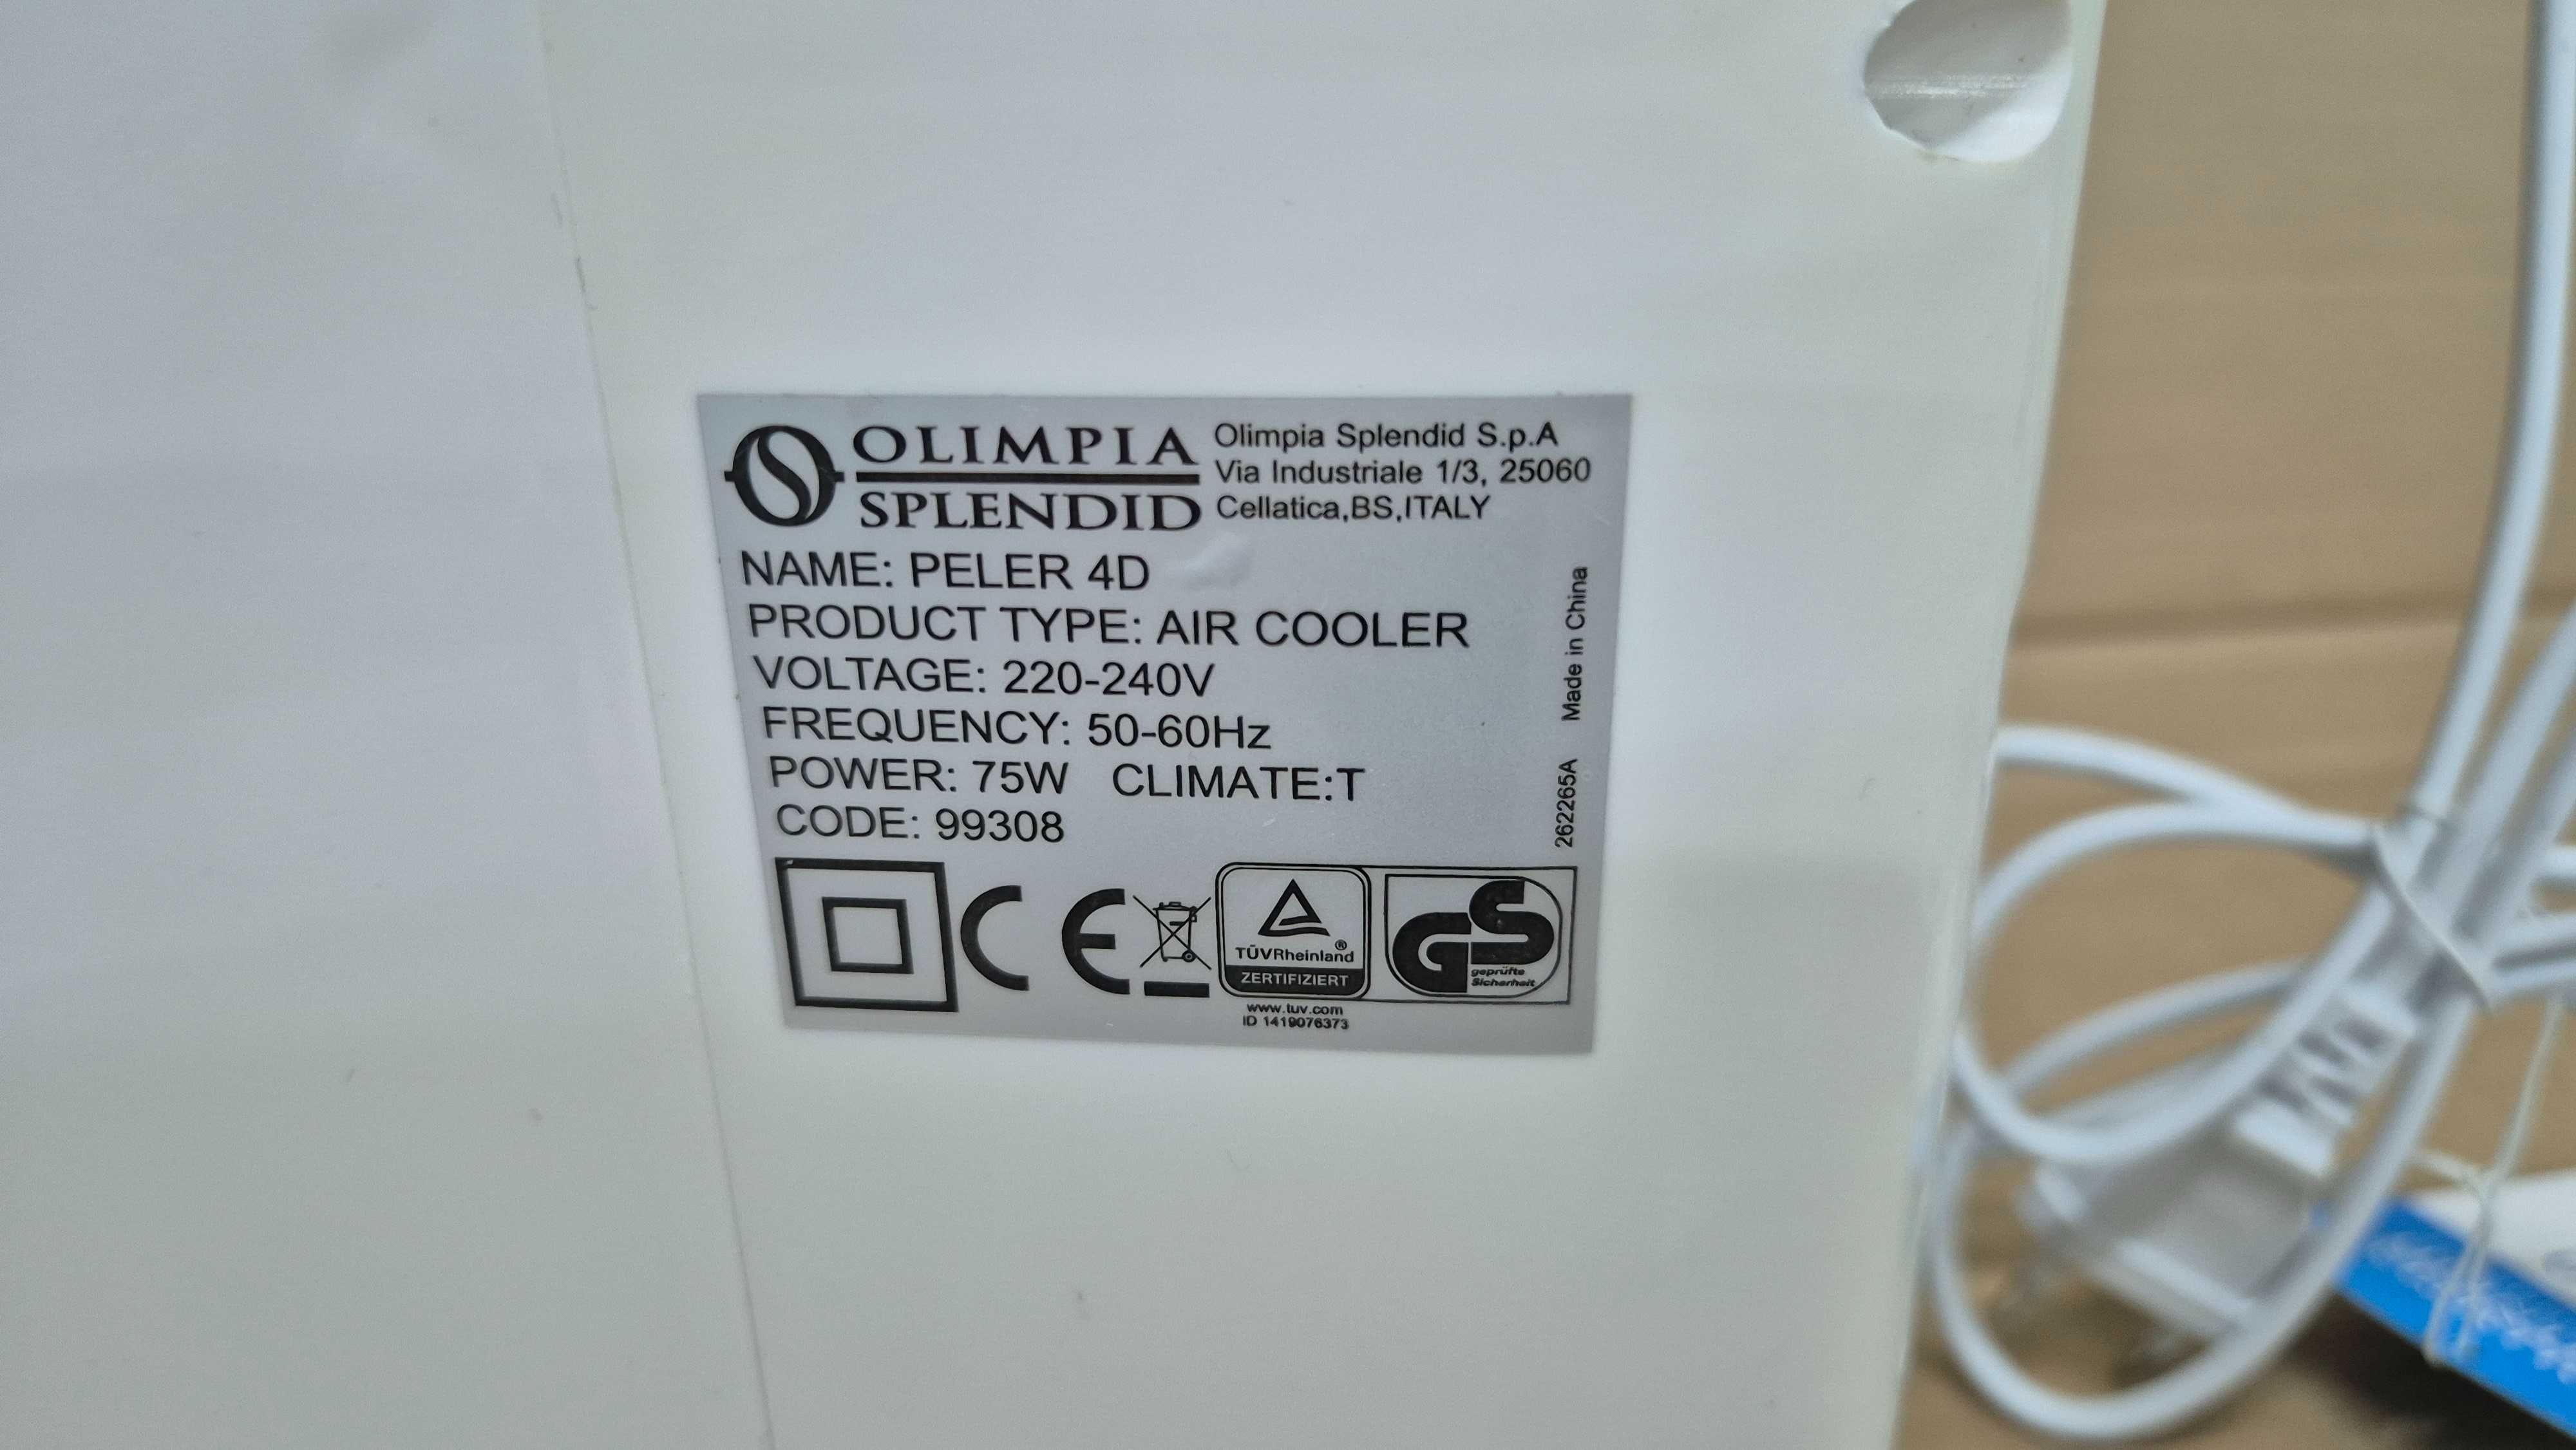 OLIMPIA
SPLENDID
Olimpia Splendid S.p.A
Via Industriale 1/3, 25060
Cellatica,BS,ITALY
NAME: PELER 4D
PRODUCT TYPE: AIR COOLER
VOLTAGE: 220-240V
FREQUENCY: 50-60Hz
POWER: 75W CLIMATE:T
CODE: 99308
262265A Made in China
CE
TÜVRheinland®
ZERTIFIZIERT
www.tuv.com
ID 1419076373
GS
geprüfte
Sicherheit